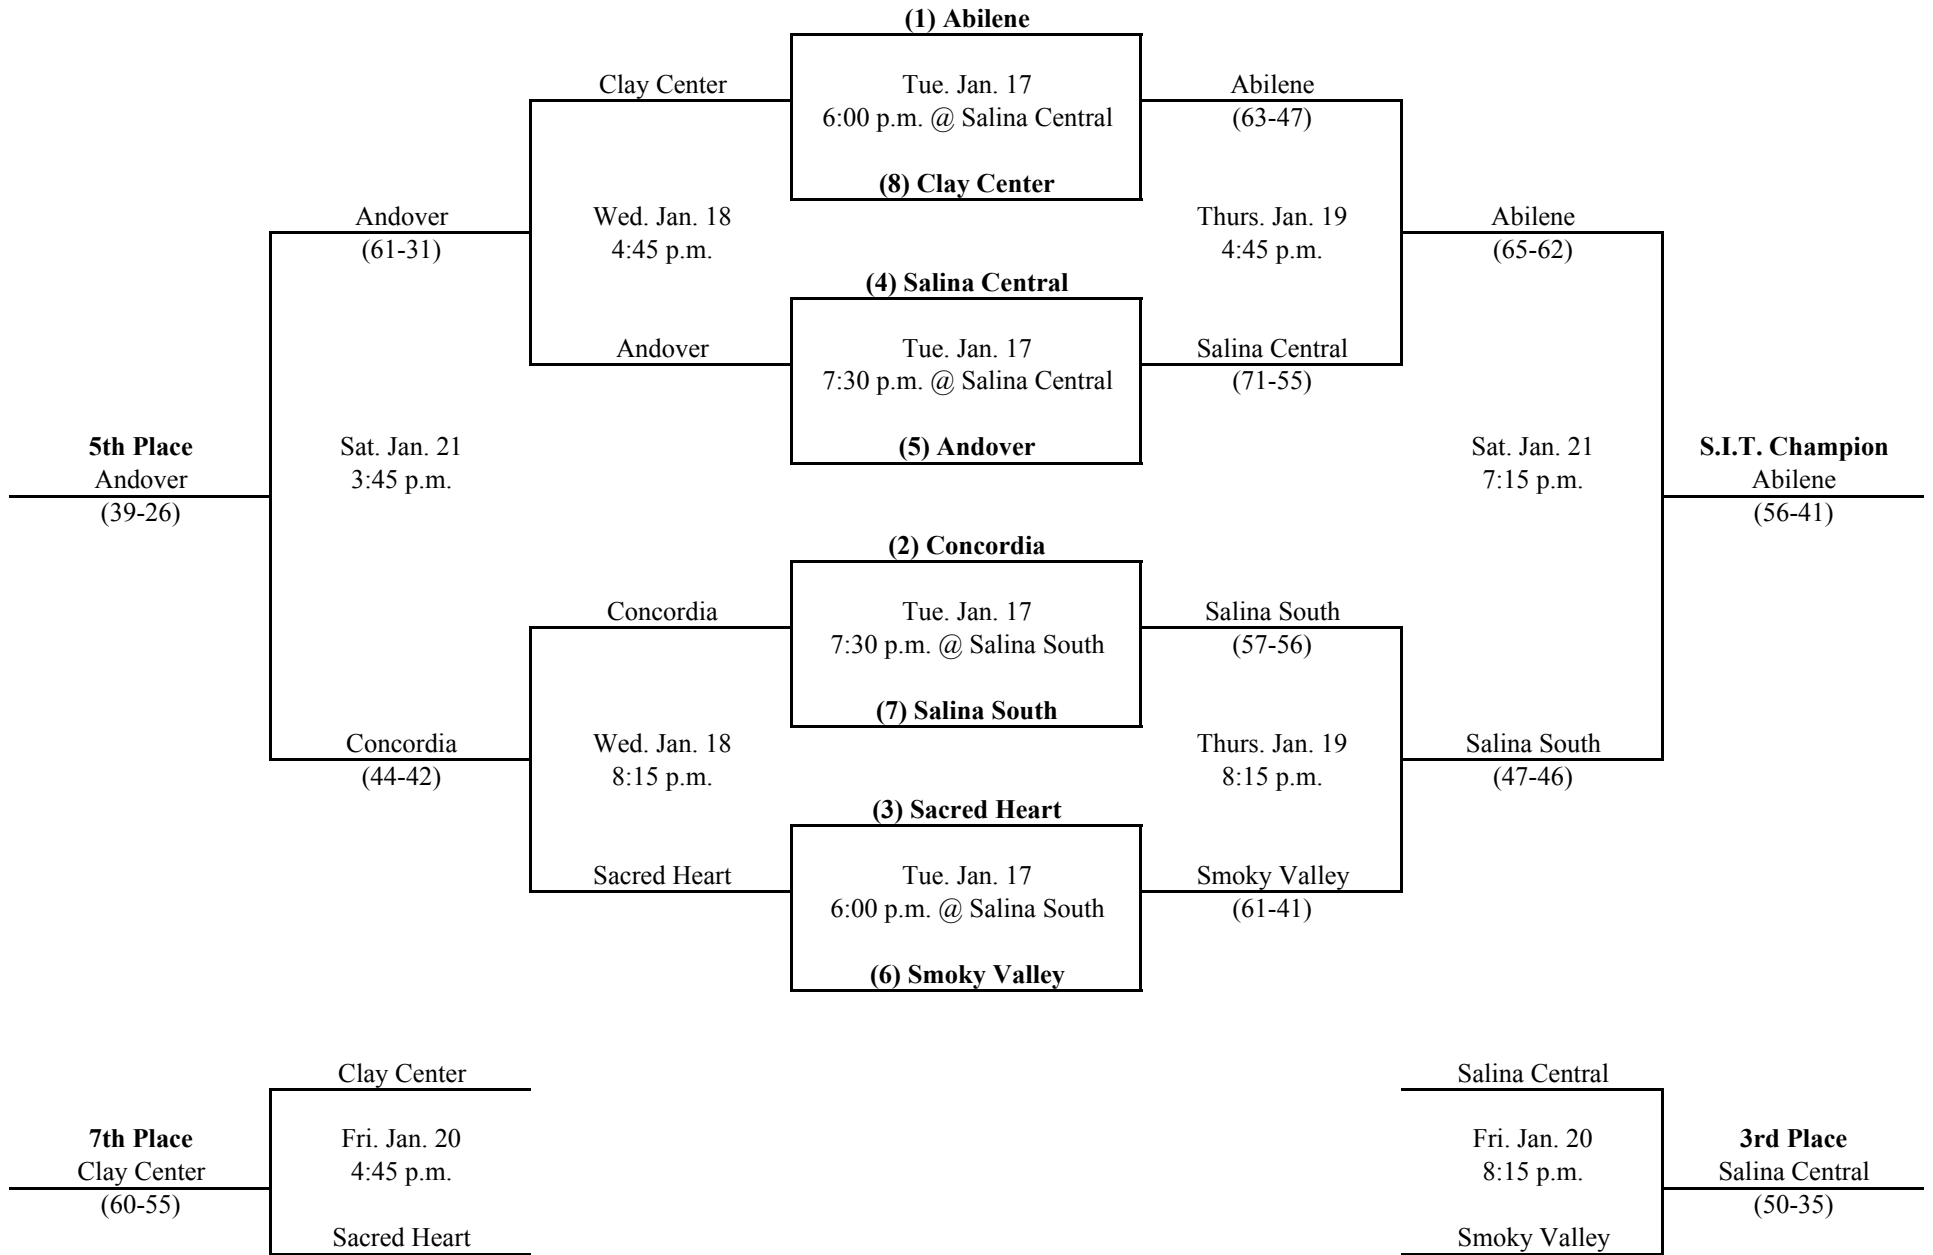 (1) Abilene
Clay Center
Tue. Jan. 17
Abilene
6:00 p.m. @ Salina Central
(63-47)
(8) Clay Center
Andover
Wed. Jan. 18
Thurs. Jan. 19
Abilene
(61-31)
4:45 p.m.
4:45 p.m.
(65-62)
(4) Salina Central
Andover
Tue. Jan. 17
Salina Central
7:30 p.m. @ Salina Central
(71-55)
5th Place
Sat. Jan. 21
(5) Andover
Sat. Jan. 21
S.I.T. Champion
Andover
3:45 p.m.
7:15 p.m.
Abilene
(39-26)
(56-41)
(2) Concordia
Concordia
Tue. Jan. 17
Salina South
7:30 p.m. @ Salina South
(57-56)
(7) Salina South
Concordia
Wed. Jan. 18
Thurs. Jan. 19
Salina South
(44-42)
8:15 p.m.
8:15 p.m.
(47-46)
(3) Sacred Heart
Sacred Heart
Tue. Jan. 17
Smoky Valley
6:00 p.m. @ Salina South
(61-41)
(6) Smoky Valley
Clay Center
Salina Central
7th Place
Fri. Jan. 20
Fri. Jan. 20
3rd Place
Clay Center
4:45 p.m.
8:15 p.m.
Salina Central
(60-55)
(50-35)
Sacred Heart
Smoky Valley